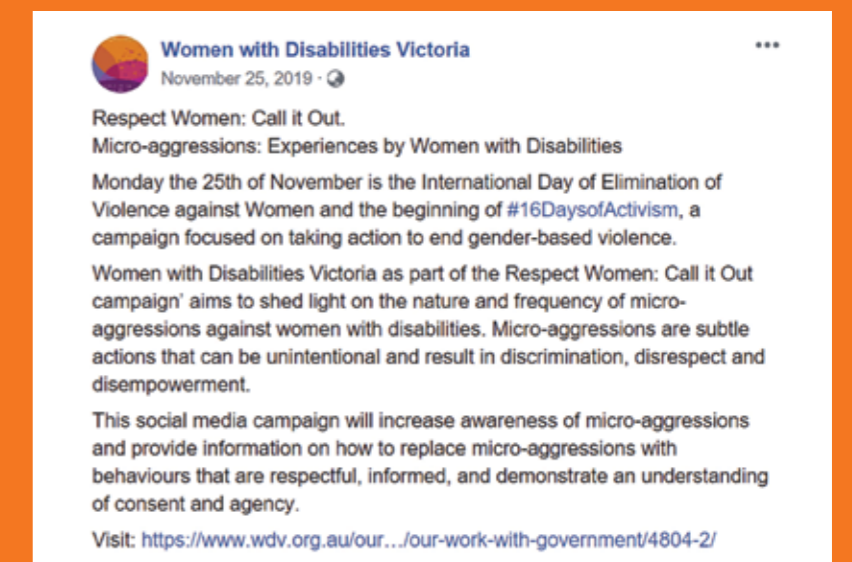 Women with Disabilities Victoria
November 25, 2019 ·
Respect Women: Call it Out.
Micro-aggressions: Experiences by Women with Disabilities
Monday the 25th of November is the International Day of Elimination of
Violence against Women and the beginning of #16DaysofActivism, a
campaign focused on taking action to end gender-based violence.
Women with Disabilities Victoria as part of the Respect Women: Call it Out
campaign' aims to shed light on the nature and frequency of micro-
aggressions against women with disabilities. Micro-aggressions are subtle
actions that can be unintentional and result in discrimination, disrespect and
disempowerment.
This social media campaign will increase awareness of micro-aggressions
and provide information on how to replace micro-aggressions with
behaviours that are respectful, informed, and demonstrate an understanding
of consent and agency.
Visit: https://www.wdv.org.au/our.../our-work-with-government/4804-2/